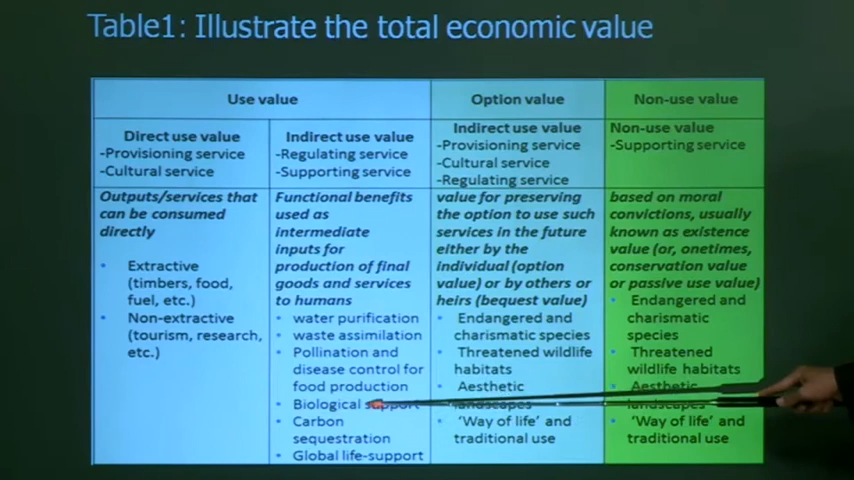 Table1: Illustrate the total economic value
Use value
Option value
Non-use value
Direct use value
-Provisioning service
-Cultural service
Indirect use value
-Regulating service
-Supporting service
Indirect use value
-Provisioning service
-Cultural service
-Regulating service
Non-use value
-Supporting service
Outputs/services that
can be consumed
directly
• Extractive
(timbers, food,
fuel, etc.)
• Non-extractive
(tourism, research,
etc.)
Functional benefits
used as
intermediate
inputs for
production of final
goods and services
to humans
• water purification
• waste assimilation
• Pollination and
disease control for
food production
• Biological support
• Carbon
sequestration
• Global life-support
value for preserving
the option to use such
services in the future
either by the
individual (option
value) or by others or
heirs (bequest value)
• Endangered and
charismatic species
• Threatened wildlife
habitats
• Aesthetic
landscapes
• 'Way of life' and
traditional use
based on moral
convictions, usually
known as existence
value (or, onetimes,
conservation value
or passive use value)
• Endangered and
charismatic
species
• Threatened
wildlife habitats
• Aesthetic
landscapes
• 'Way of life' and
traditional use